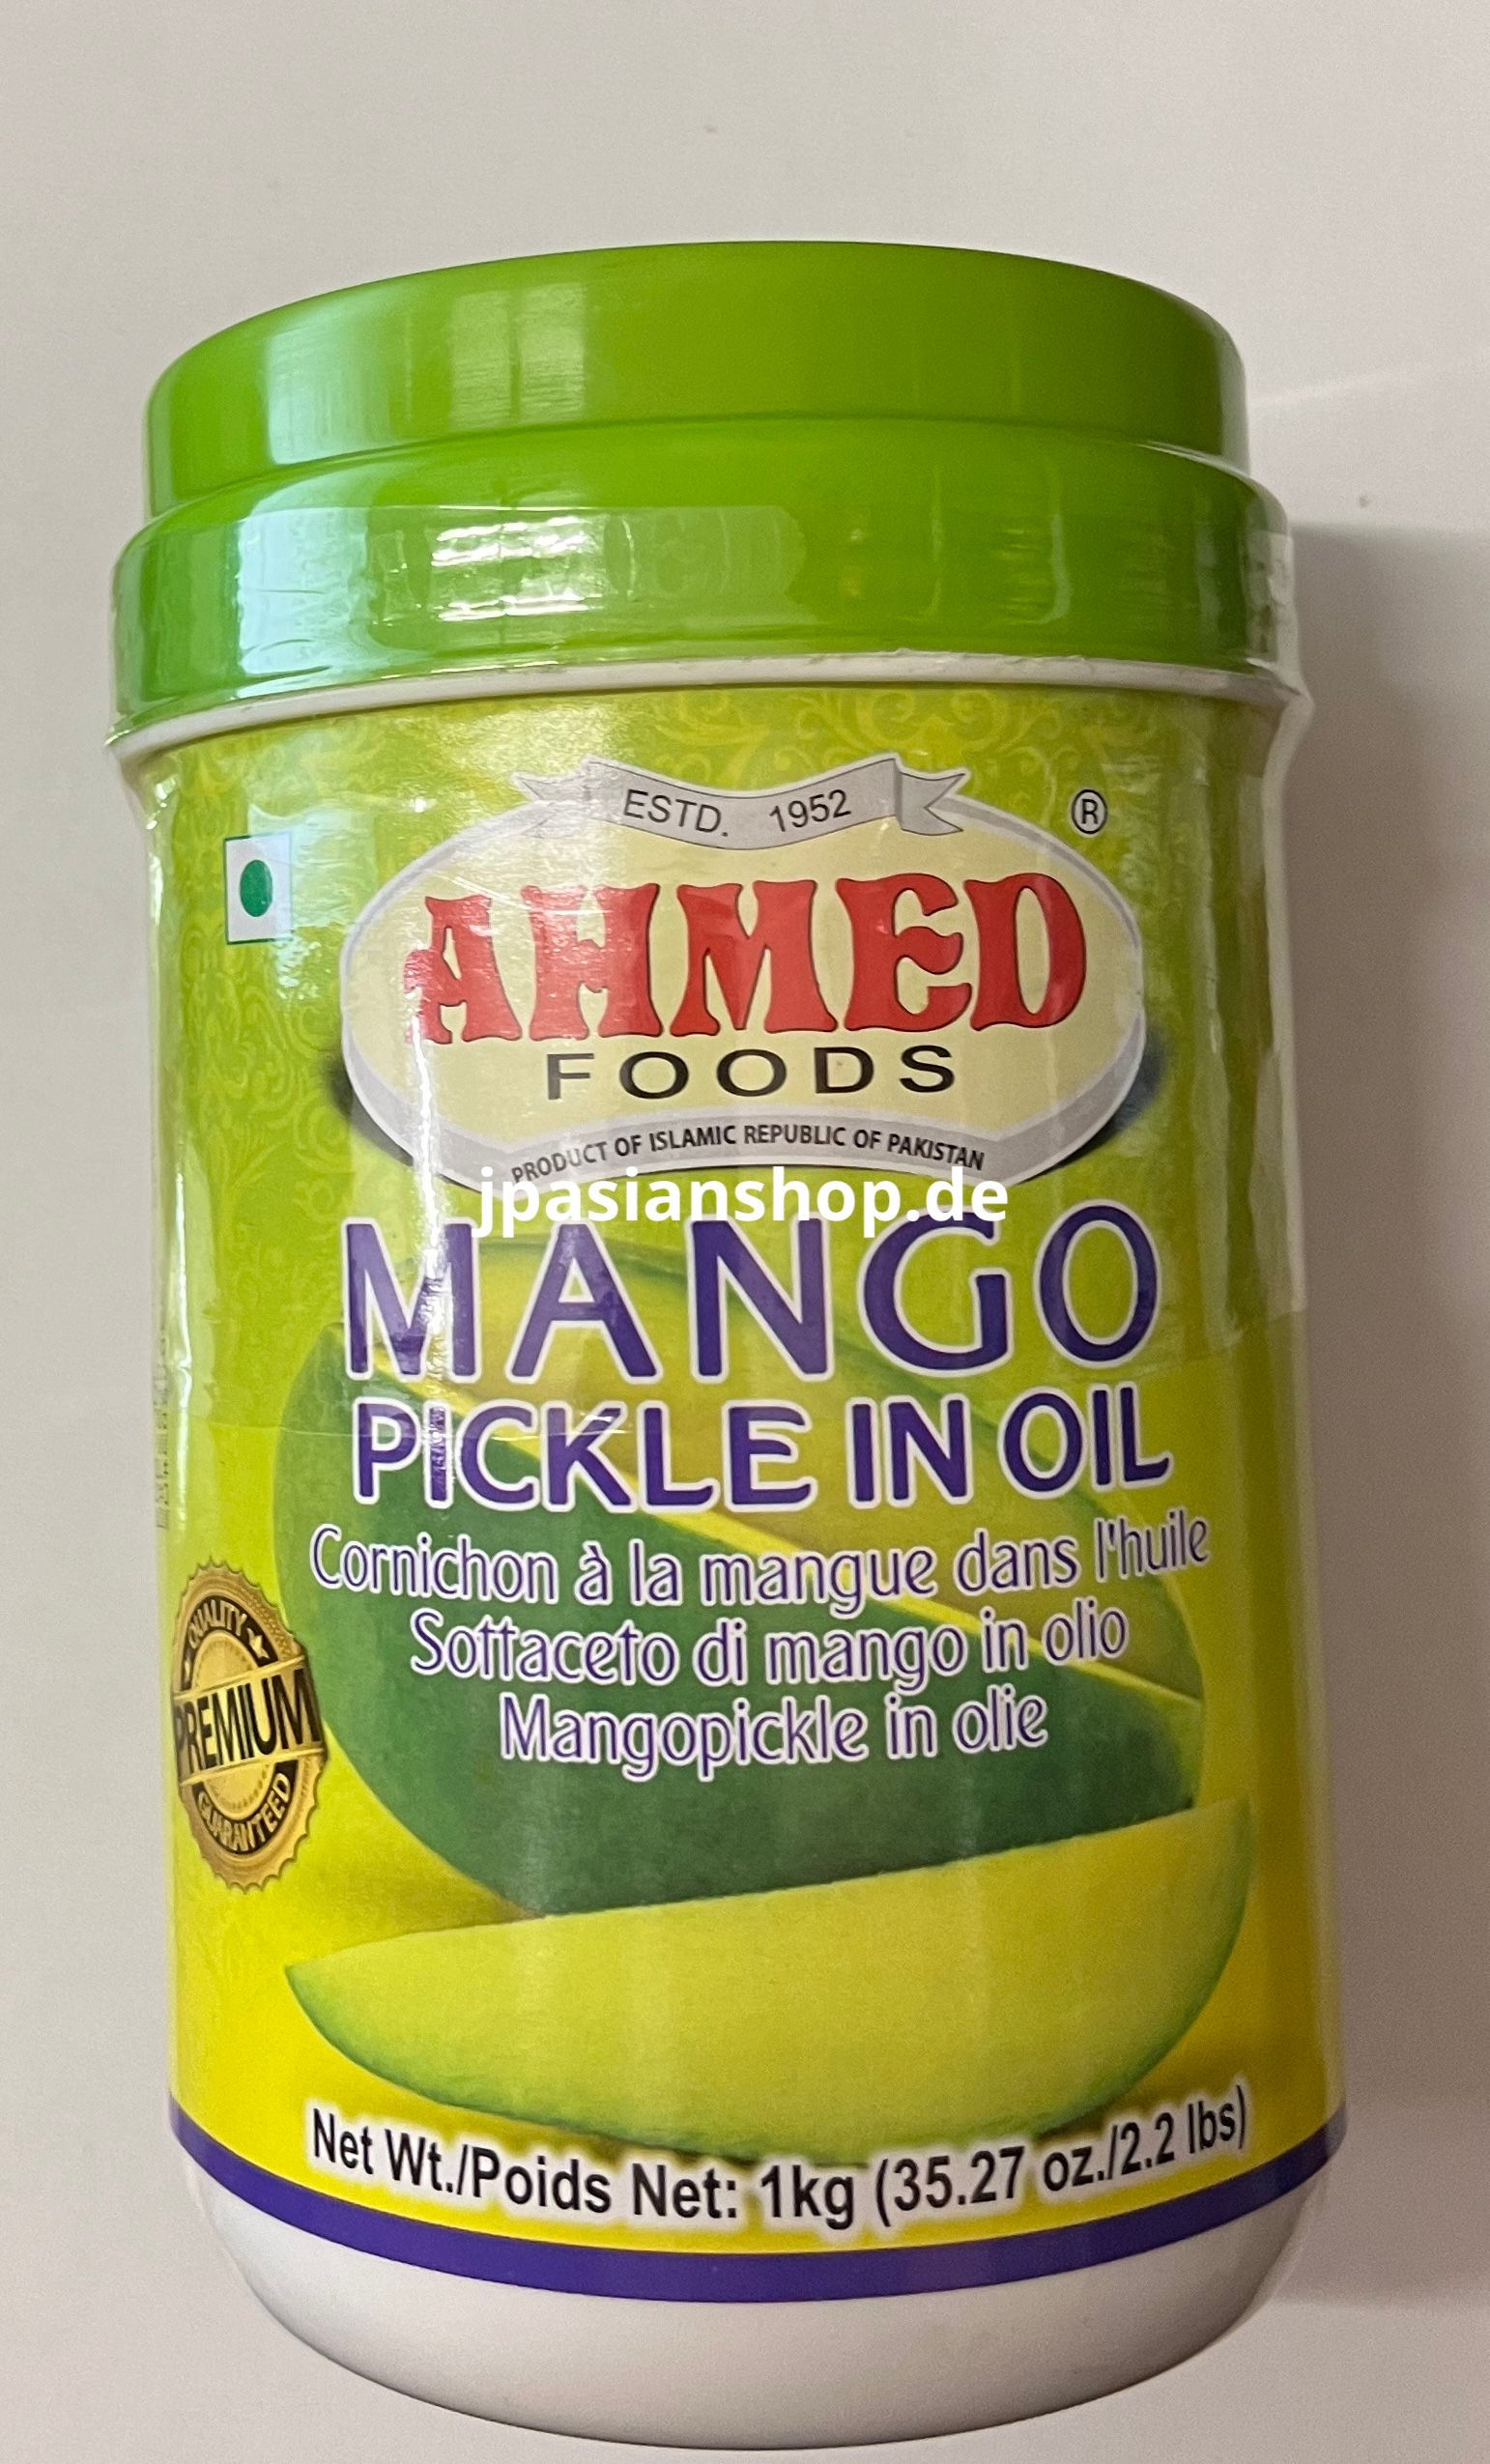 ESTD. 1952
®
AHMED
FOODS
PRODUCT OF ISLAMIC REPUBLIC OF PAKISTAN
jpasianshop.de
MANGO
PICKLE IN OIL
Cornichon à la mangue dans l'huile
Sottaceto di mango in olio
Mangopickle in olie
QUALITY
PREMIUM
GUARANTEED
Net Wt./Poids Net: 1kg (35.27 oz./2.2 lbs)